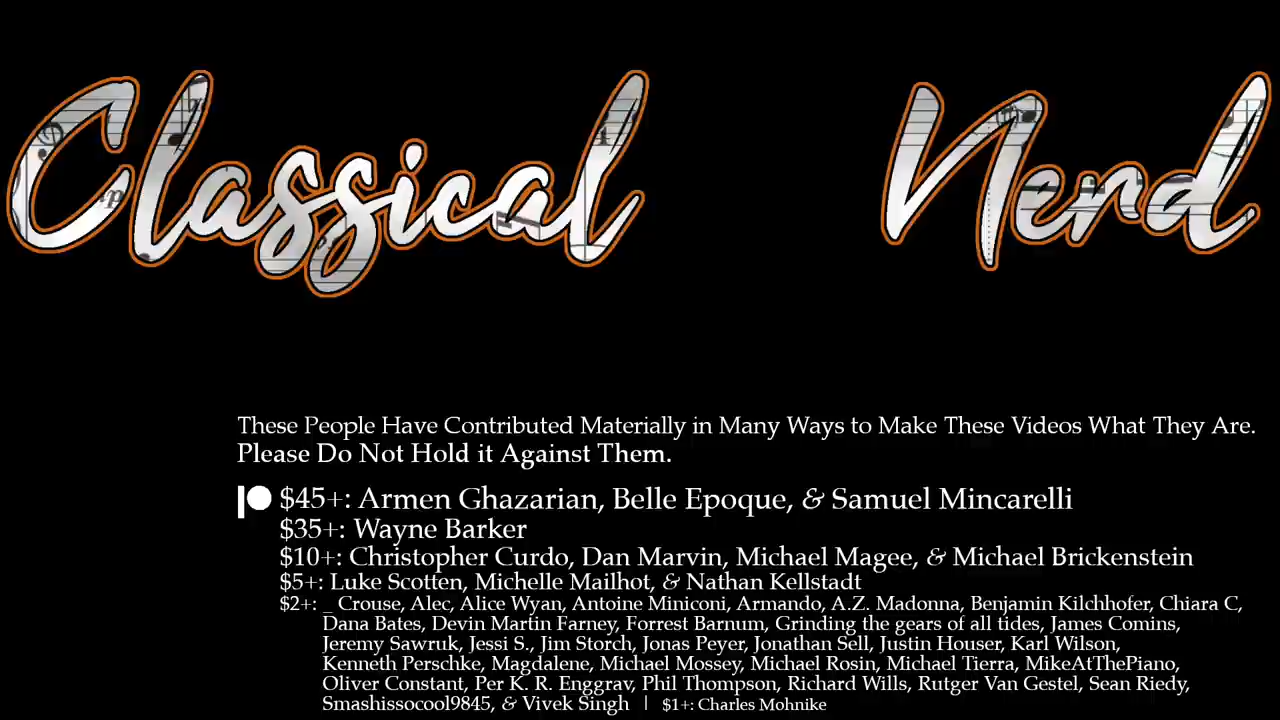 Classical Nerd
These People Have Contributed Materially in Many Ways to Make These Videos What They Are.
Please Do Not Hold it Against Them.
$45+: Armen Ghazarian, Belle Epoque, & Samuel Mincarelli
$35+: Wayne Barker
$10+: Christopher Curdo, Dan Marvin, Michael Magee, & Michael Brickenstein
$5+: Luke Scotten, Michelle Mailhot, & Nathan Kellstadt
$2+: _ Crouse, Alec, Alice Wyan, Antoine Miniconi, Armando, A.Z. Madonna, Benjamin Kilchhofer, Chiara C,
Dana Bates, Devin Martin Farney, Forrest Barnum, Grinding the gears of all tides, James Comins,
Jeremy Sawruk, Jessi S., Jim Storch, Jonas Peyer, Jonathan Sell, Justin Houser, Karl Wilson,
Kenneth Perschke, Magdalene, Michael Mossey, Michael Rosin, Michael Tierra, MikeAtThePiano,
Oliver Constant, Per K. R. Enggrav, Phil Thompson, Richard Wills, Rutger Van Gestel, Sean Riedy,
Smashissocool9845, & Vivek Singh | $1+: Charles Mohnike